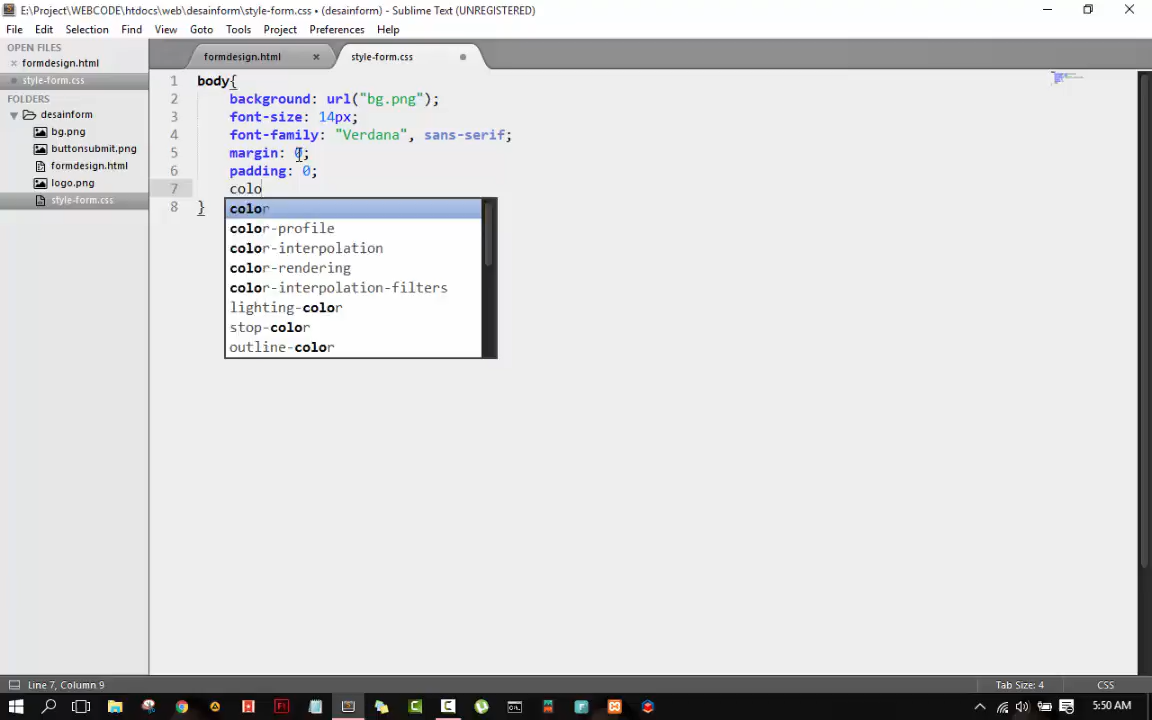 E:\Project\WEBCODE\htdocs\web\desainform\style-form.css • (desainform) - Sublime Text (UNREGISTERED)
File Edit Selection Find View Goto Tools Project Preferences Help
OPEN FILES
formdesign.html
style-form.css
FOLDERS
desainform
bg.png
buttonsubmit.png
formdesign.html
logo.png
style-form.css
formdesign.html style-form.css
1 body{
2 background: url("bg.png");
3 font-size: 14px;
4 font-family: "Verdana", sans-serif;
5 margin: 0;
6 padding: 0;
7 colo
8 }
color
color-profile
color-interpolation
color-rendering
color-interpolation-filters
lighting-color
stop-color
outline-color
Line 7, Column 9 Tab Size: 4 CSS
5:50 AM